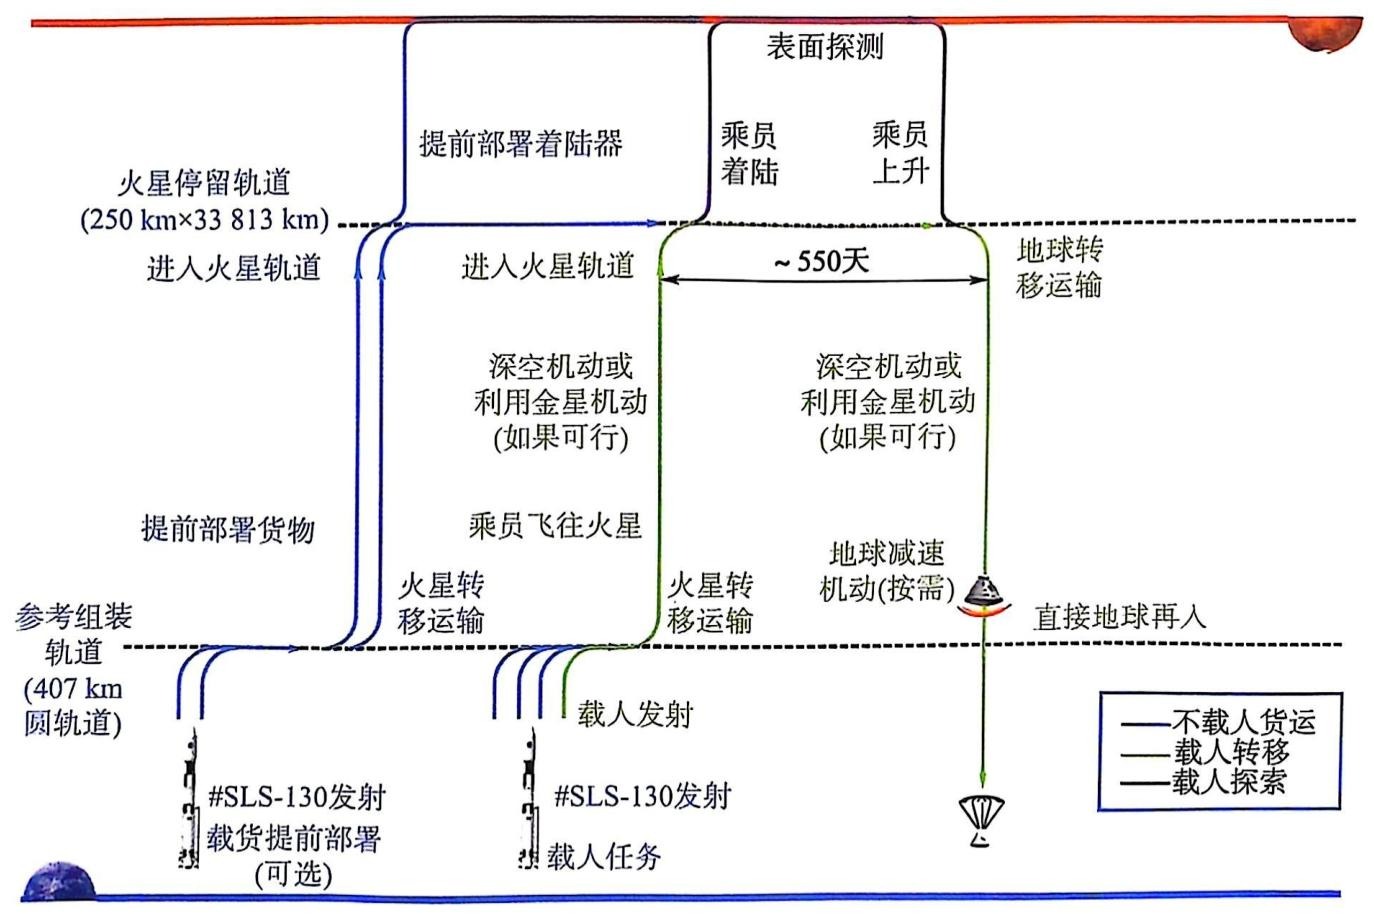 表面探测
提前部署着陆器
乘员
着陆
乘员
上升
火星停留轨道
(250 km×33 813 km)
进入火星轨道
进入火星轨道
~ 550天
地球转
移运输
深空机动或
利用金星机动
(如果可行)
深空机动或
利用金星机动
(如果可行)
提前部署货物
乘员飞往火星
地球减速
机动(按需)
火星转
移运输
火星转
移运输
直接地球再入
参考组装
轨道
(407 km
圆轨道)
载人发射
#SLS-130发射
载货提前部署
(可选)
#SLS-130发射
载人任务
不载人货运
载人转移
载人探索